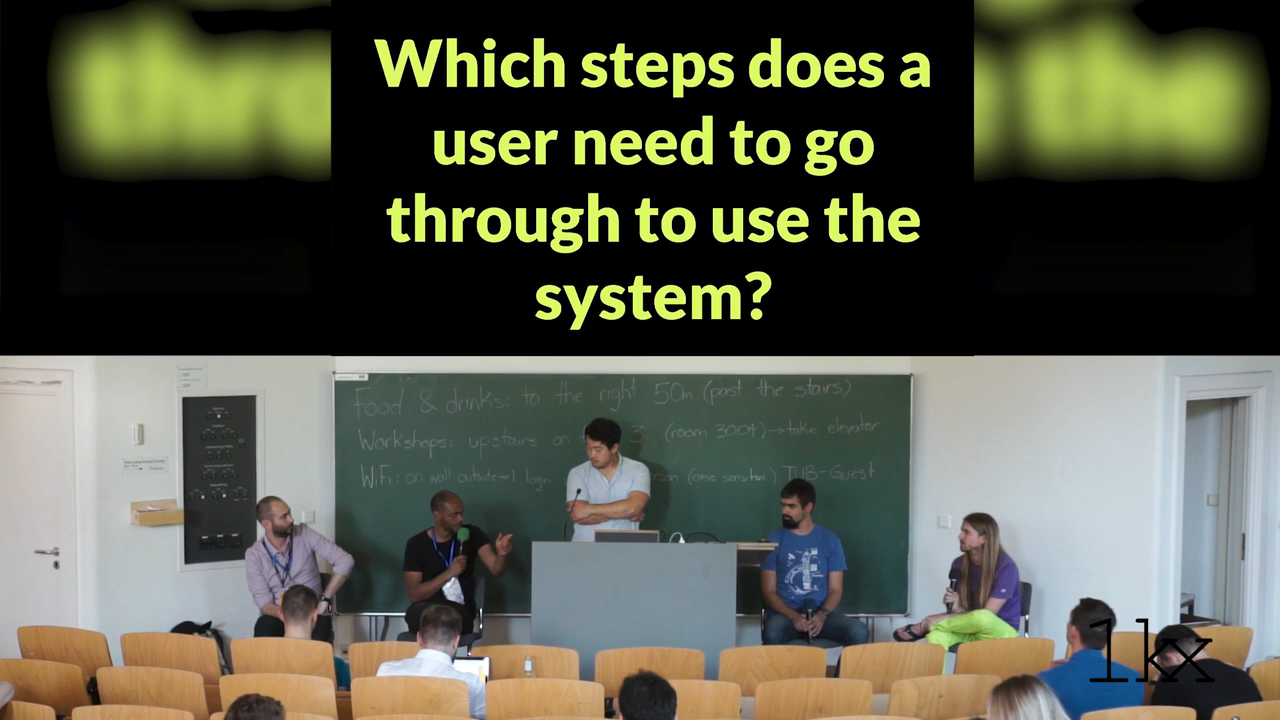 Which steps does a
user need to go
through to use the
system?
Food & drinks: to the right 50m (past the stairs)
Workshops: upstairs on 3 (room 3004) → take elevator
WiFi: on wall outside → 1 login person (case sensitive) TUB-Guest
1kx